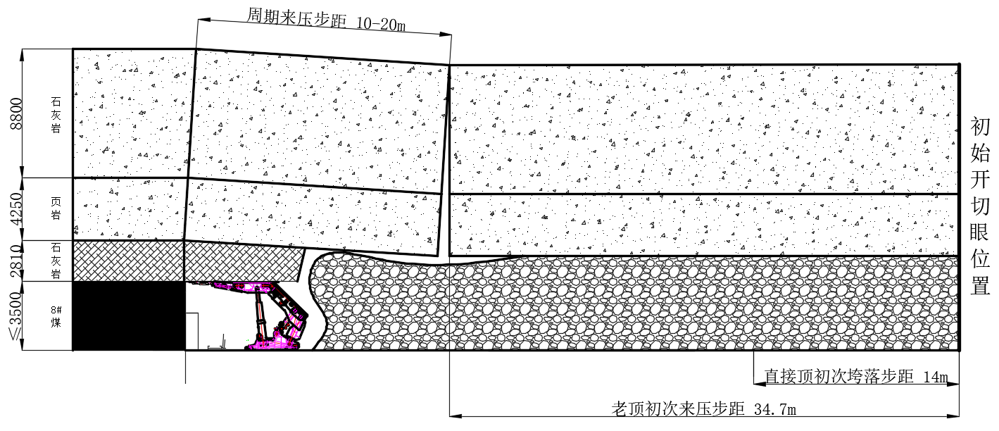 周期来压步距 10-20m
8800
石灰岩
4250
页岩
2810
石灰岩
≤3500
8#煤
初始开切眼位置
直接顶初次垮落步距 14m
老顶初次来压步距 34.7m